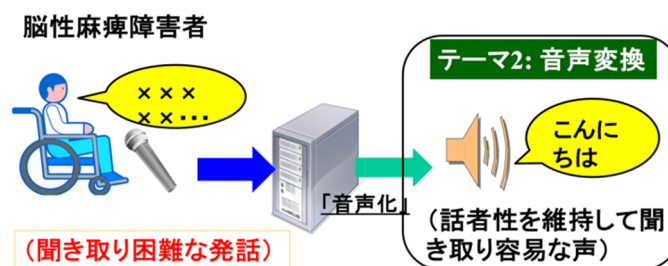 脳性麻痺障害者
×××
××・・・
(聞き取り困難な発話)
「音声化」
テーマ2: 音声変換
こんに
ちは
(話者性を維持して聞
き取り容易な声)